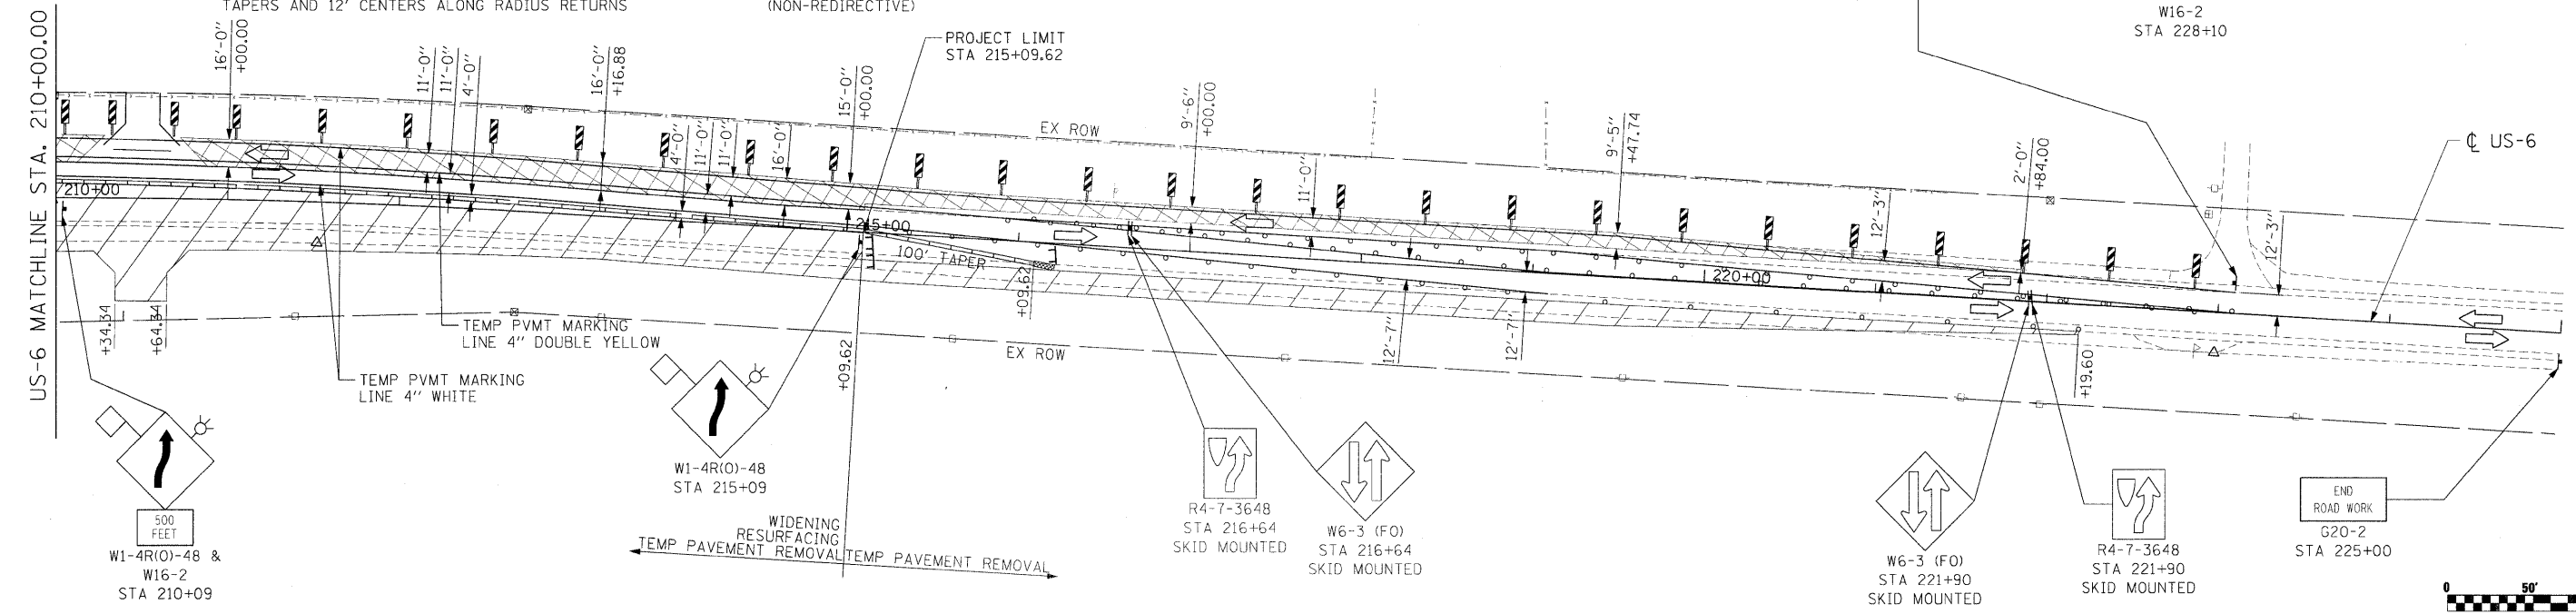 TAPERS AND 12' CENTERS ALONG RADIUS RETURNS
(NON-REDIRECTIVE)
W16-2
STA 228+10
US-6 MATCHLINE STA. 210+00.00
16'-0"
+00.00
11'-0"
11'-0"
4'-0"
16'-0"
+16.88
4'-0"
11'-0"
11'-0"
16'-0"
15'-0"
+00.00
PROJECT LIMIT
STA 215+09.62
EX ROW
9'-6"
+00.00
11'-0"
9'-5"
+47.74
12'-3"
2'-0"
+84.00
12'-3"
℄ US-6
210+00
215+00
100' TAPER
+09.62
220+00
12'-7"
12'-7"
+19.60
+34.34
+64.34
TEMP PVMT MARKING
LINE 4" DOUBLE YELLOW
TEMP PVMT MARKING
LINE 4" WHITE
EX ROW
+09.62
500
FEET
W1-4R(O)-48 &
W16-2
STA 210+09
W1-4R(O)-48
STA 215+09
WIDENING
RESURFACING
TEMP PAVEMENT REMOVAL
TEMP PAVEMENT REMOVAL
R4-7-3648
STA 216+64
SKID MOUNTED
W6-3 (FO)
STA 216+64
SKID MOUNTED
W6-3 (FO)
STA 221+90
SKID MOUNTED
R4-7-3648
STA 221+90
SKID MOUNTED
END
ROAD WORK
G20-2
STA 225+00
0
50'